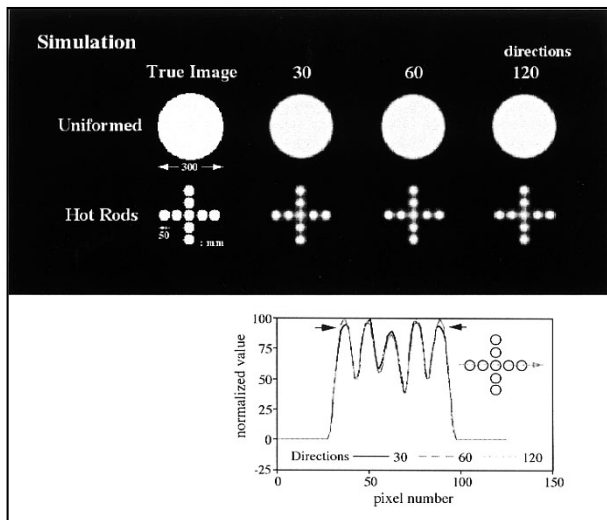 Simulation
directions
True Image 30 60 120
Uniformed
300
Hot Rods
50
: mm
100
75
50
25
0
-25
normalized value
Directions 30 60 120
0 50 100 150
pixel number